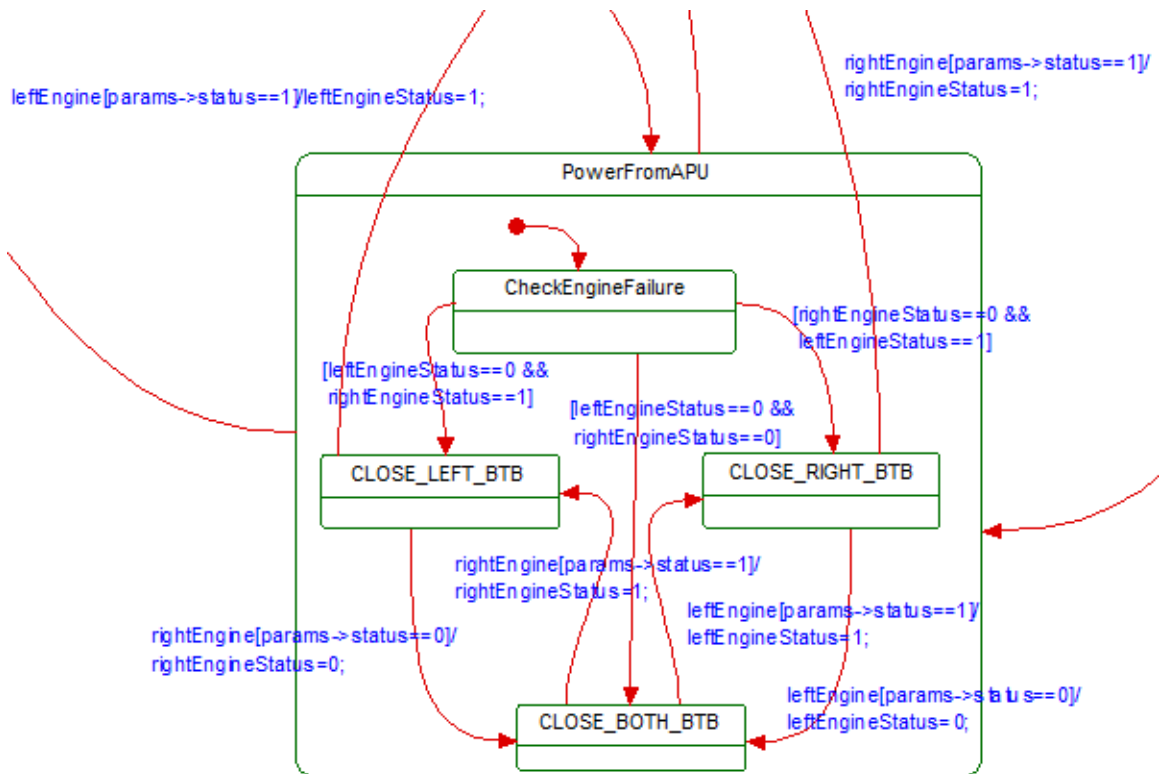 rightEngine[params->status==1]/
rightEngineStatus=1;
leftEngine[params->status==1]/leftEngineStatus=1;
PowerFromAPU
CheckEngineFailure
[rightEngineStatus==0 &&
leftEngineStatus==1]
[leftEngineStatus==0 &&
rightEngineStatus==1]
[leftEngineStatus==0 &&
rightEngineStatus==0]
CLOSE_LEFT_BTB
CLOSE_RIGHT_BTB
rightEngine[params->status==1]/
rightEngineStatus=1;
leftEngine[params->status==1]/
leftEngineStatus=1;
rightEngine[params->status==0]/
rightEngineStatus=0;
leftEngine[params->status==0]/
leftEngineStatus=0;
CLOSE_BOTH_BTB